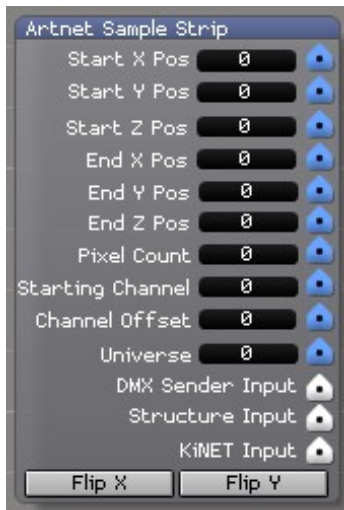 Artnet Sample Strip
Start X Pos 0
Start Y Pos 0
Start Z Pos 0
End X Pos 0
End Y Pos 0
End Z Pos 0
Pixel Count 0
Starting Channel 0
Channel Offset 0
Universe 0
DMX Sender Input
Structure Input
KiNET Input
Flip X Flip Y